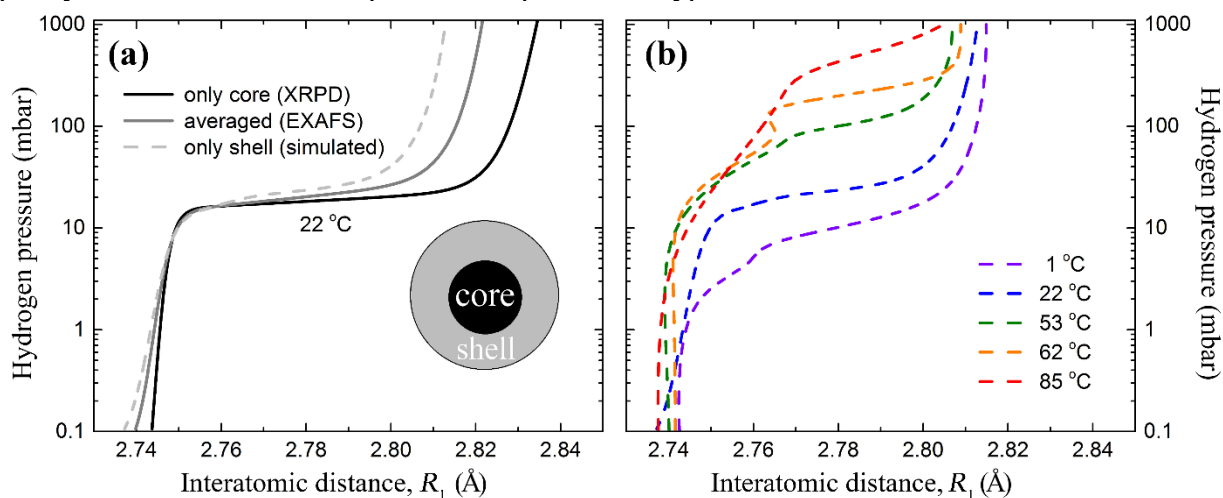 (a)
only core (XRPD)
averaged (EXAFS)
only shell (simulated)
22 °C
core
shell
1000
100
10
1
0.1
Hydrogen pressure (mbar)
2.74 2.76 2.78 2.80 2.82 2.84
Interatomic distance, R₁ (Å)
(b)
1 °C
22 °C
53 °C
62 °C
85 °C
1000
100
10
1
0.1
Hydrogen pressure (mbar)
2.74 2.76 2.78 2.80 2.82 2.84
Interatomic distance, R₁ (Å)